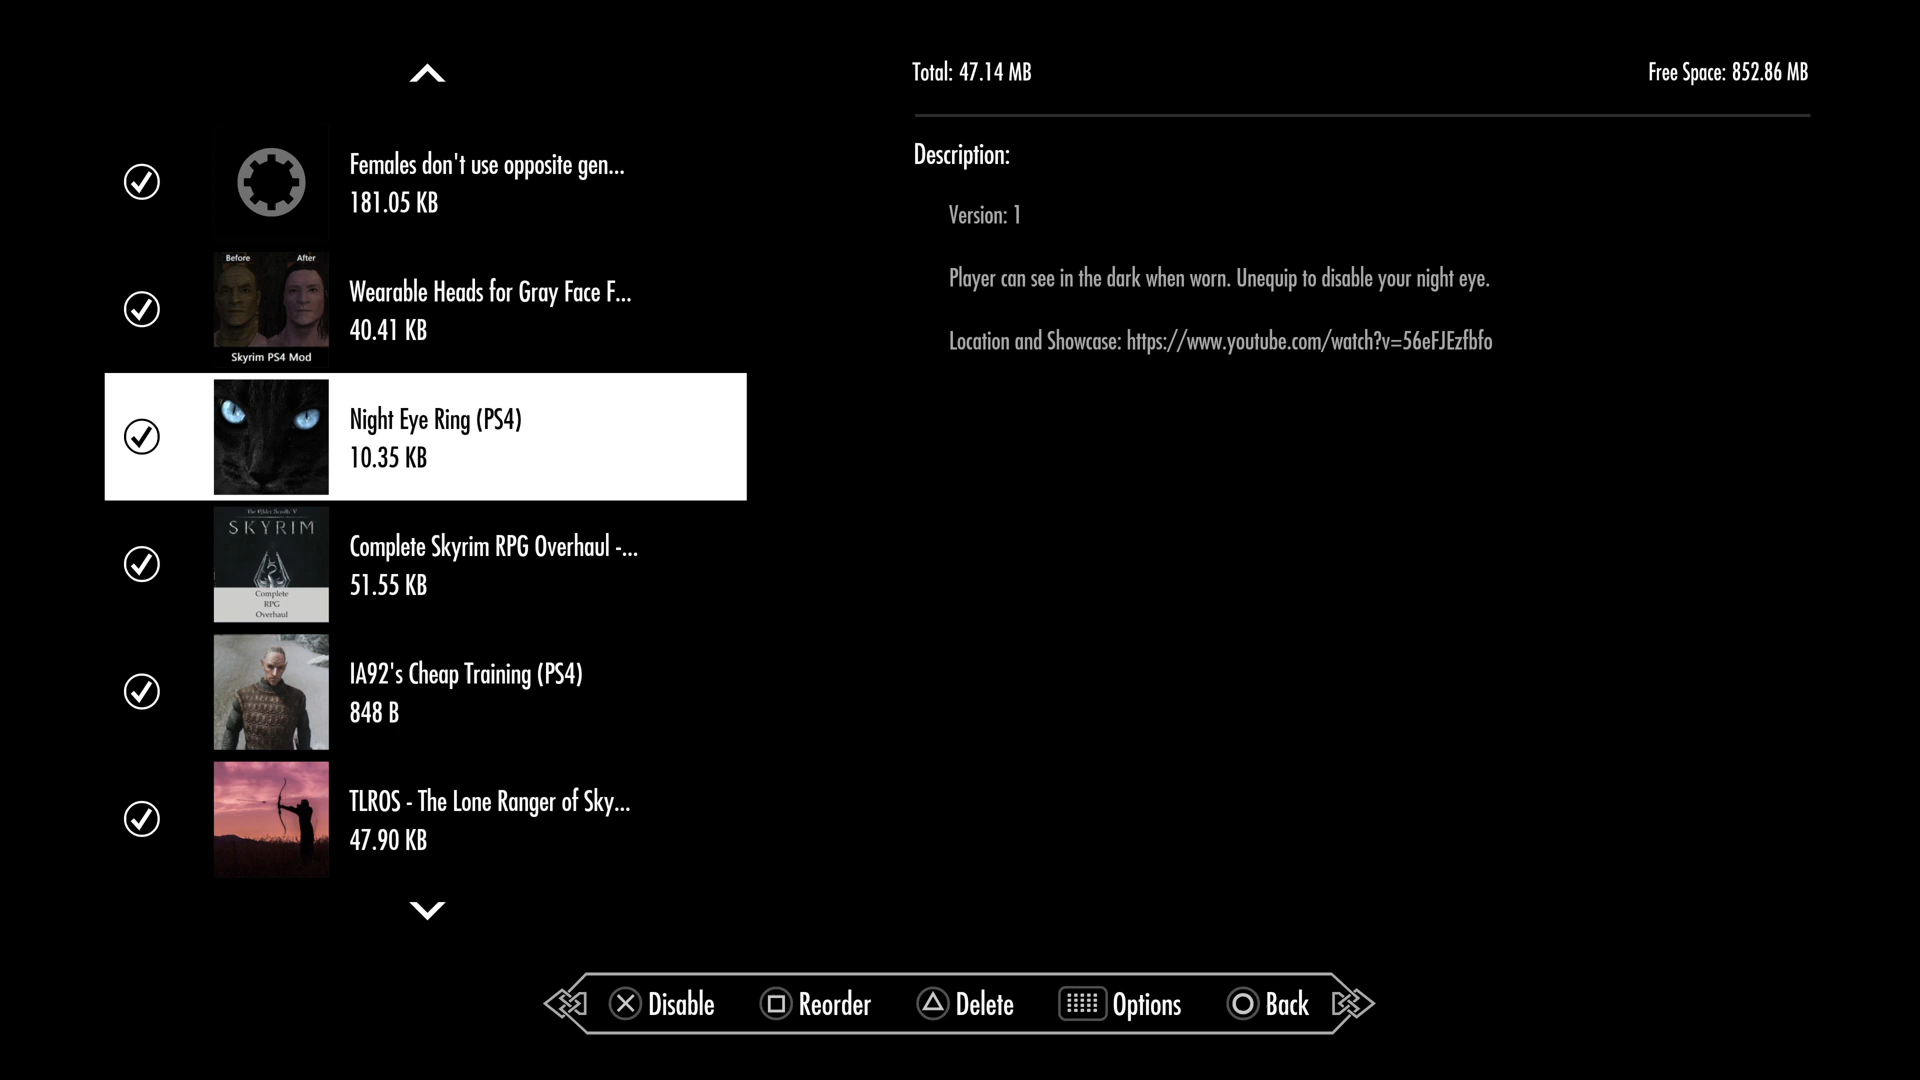 Total: 47.14 MB
Free Space: 852.86 MB
Females don't use opposite gen...
181.05 KB
Before After
Skyrim PS4 Mod
Wearable Heads for Gray Face F...
40.41 KB
Night Eye Ring (PS4)
10.35 KB
The Elder Scrolls V
SKYRIM
Complete
RPG
Overhaul
Complete Skyrim RPG Overhaul -...
51.55 KB
IA92's Cheap Training (PS4)
848 B
TLROS - The Lone Ranger of Sky...
47.90 KB
Description:
Version: 1
Player can see in the dark when worn. Unequip to disable your night eye.
Location and Showcase: https://www.youtube.com/watch?v=56eFJEzfbfo
Disable Reorder Delete Options Back